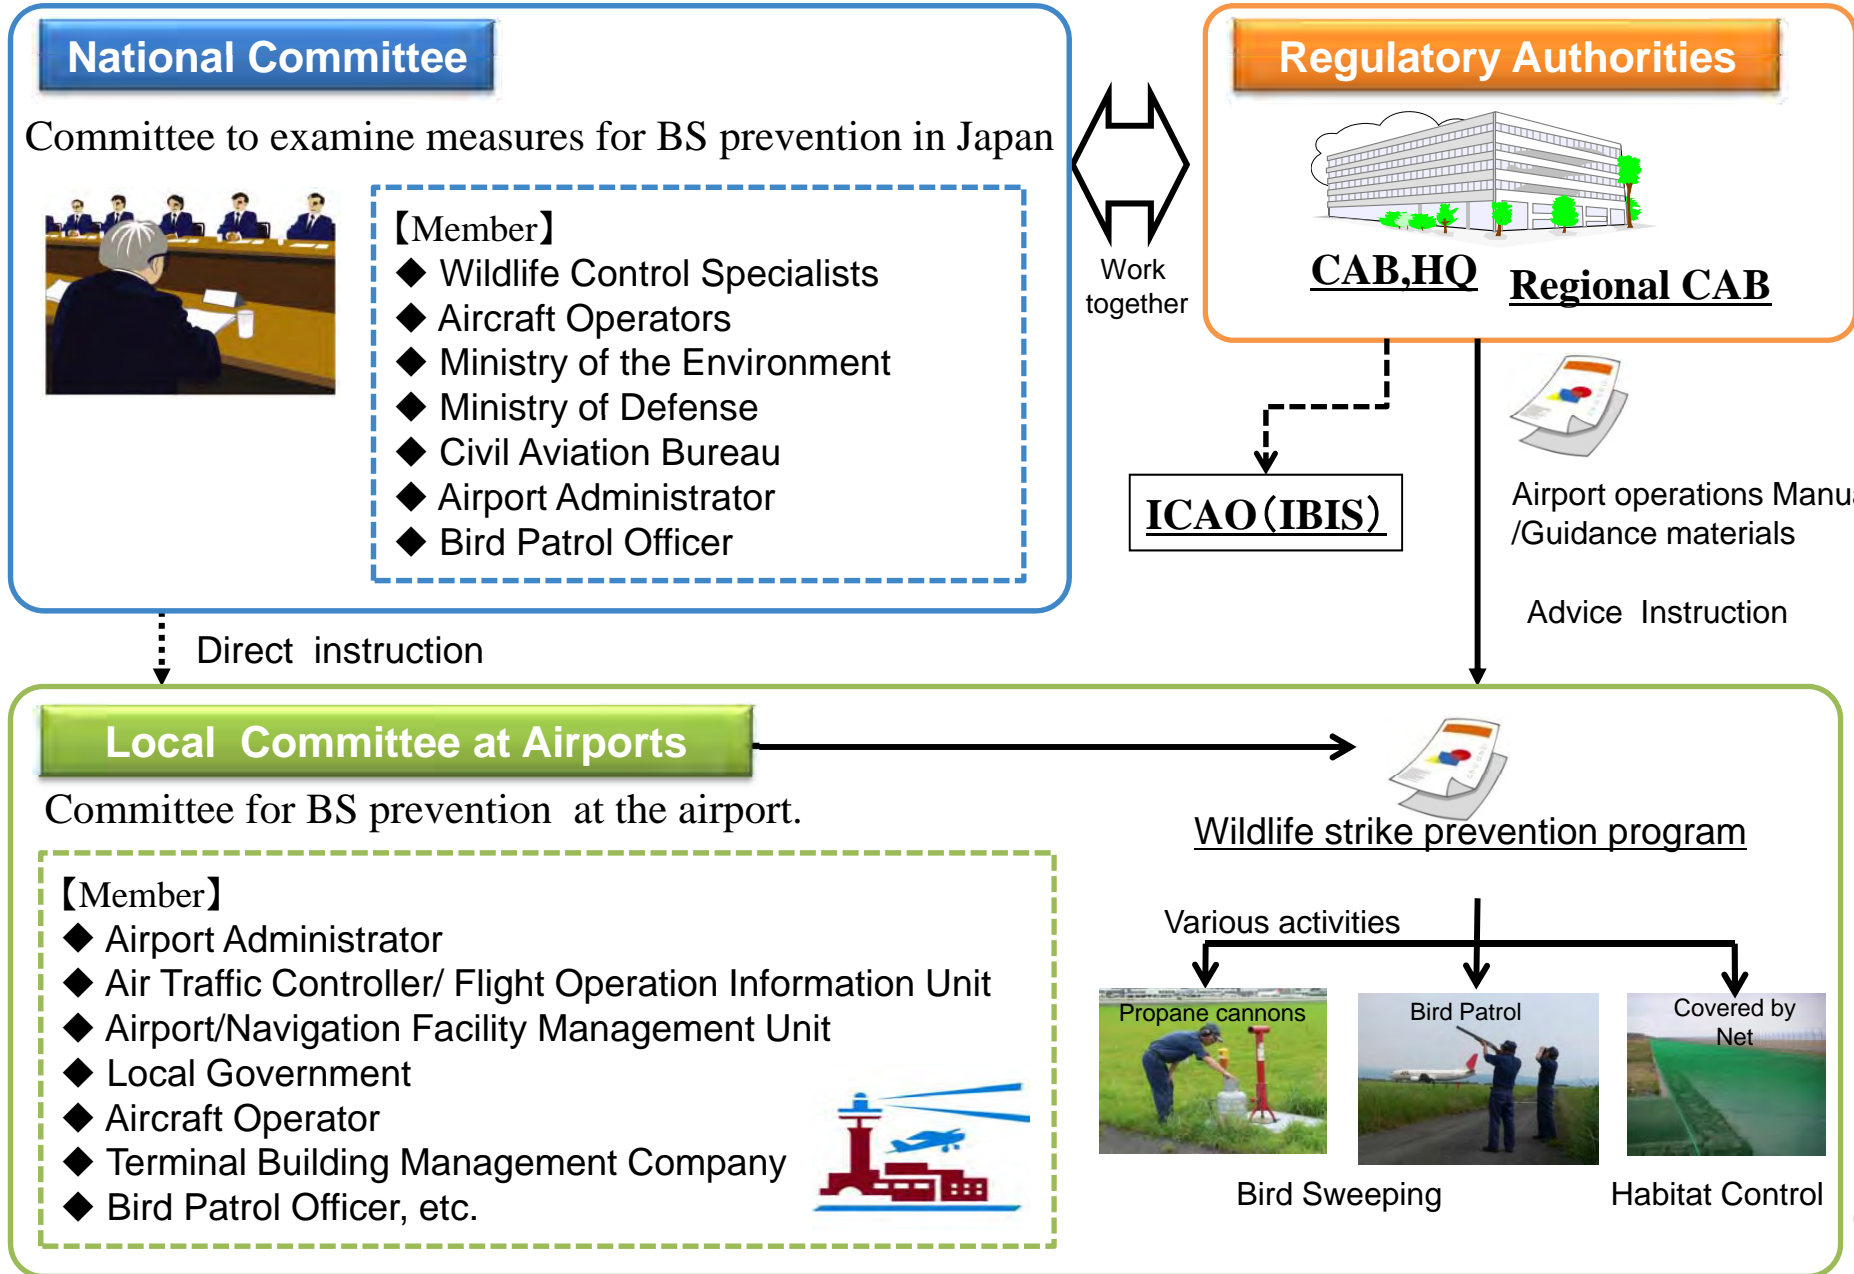 National Committee
Committee to examine measures for BS prevention in Japan
【Member】
◆ Wildlife Control Specialists
◆ Aircraft Operators
◆ Ministry of the Environment
◆ Ministry of Defense
◆ Civil Aviation Bureau
◆ Airport Administrator
◆ Bird Patrol Officer
Work
together
Regulatory Authorities
CAB,HQ
Regional CAB
ICAO（IBIS）
Airport operations Manua
/Guidance materials
Advice Instruction
Direct instruction
Local Committee at Airports
Committee for BS prevention at the airport.
【Member】
◆ Airport Administrator
◆ Air Traffic Controller/ Flight Operation Information Unit
◆ Airport/Navigation Facility Management Unit
◆ Local Government
◆ Aircraft Operator
◆ Terminal Building Management Company
◆ Bird Patrol Officer, etc.
Wildlife strike prevention program
Various activities
Propane cannons
Bird Patrol
Covered by
Net
Bird Sweeping
Habitat Control